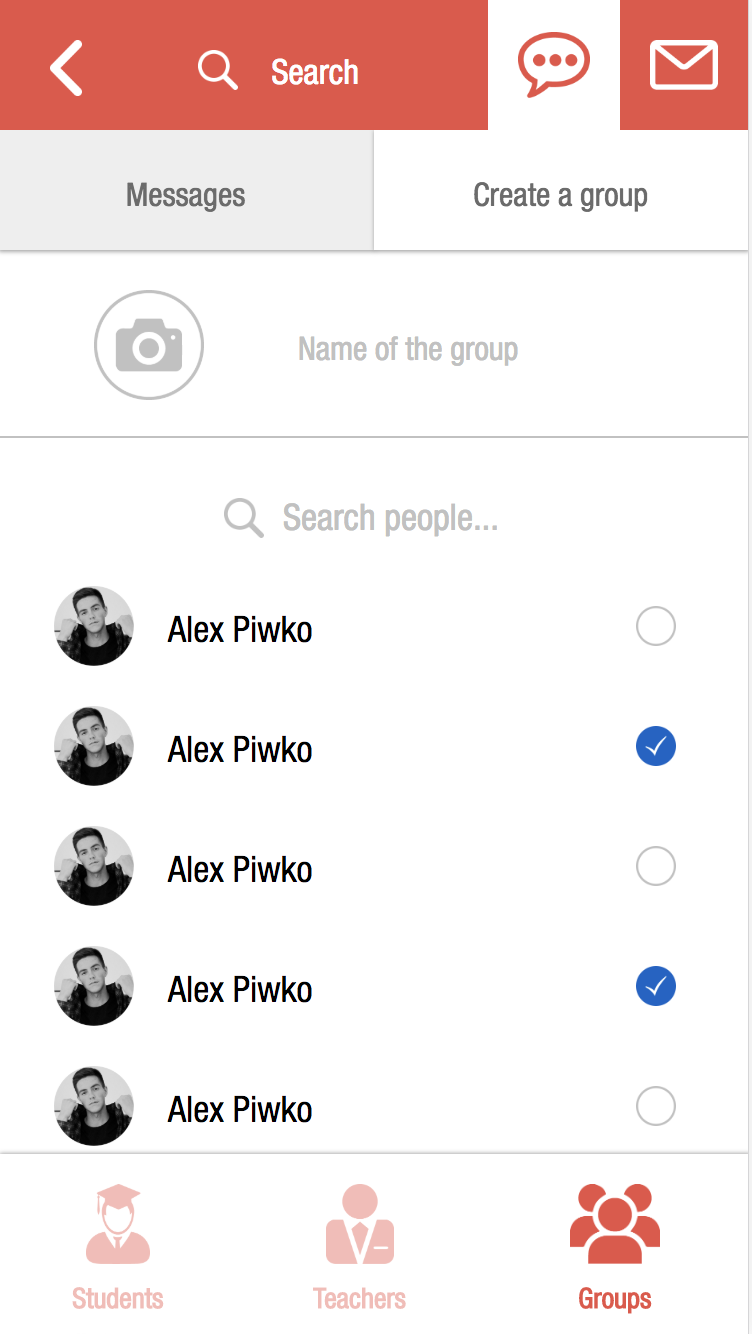 Search
Messages
Create a group
Name of the group
Search people...
Alex Piwko
Alex Piwko
Alex Piwko
Alex Piwko
Alex Piwko
Students
Teachers
Groups